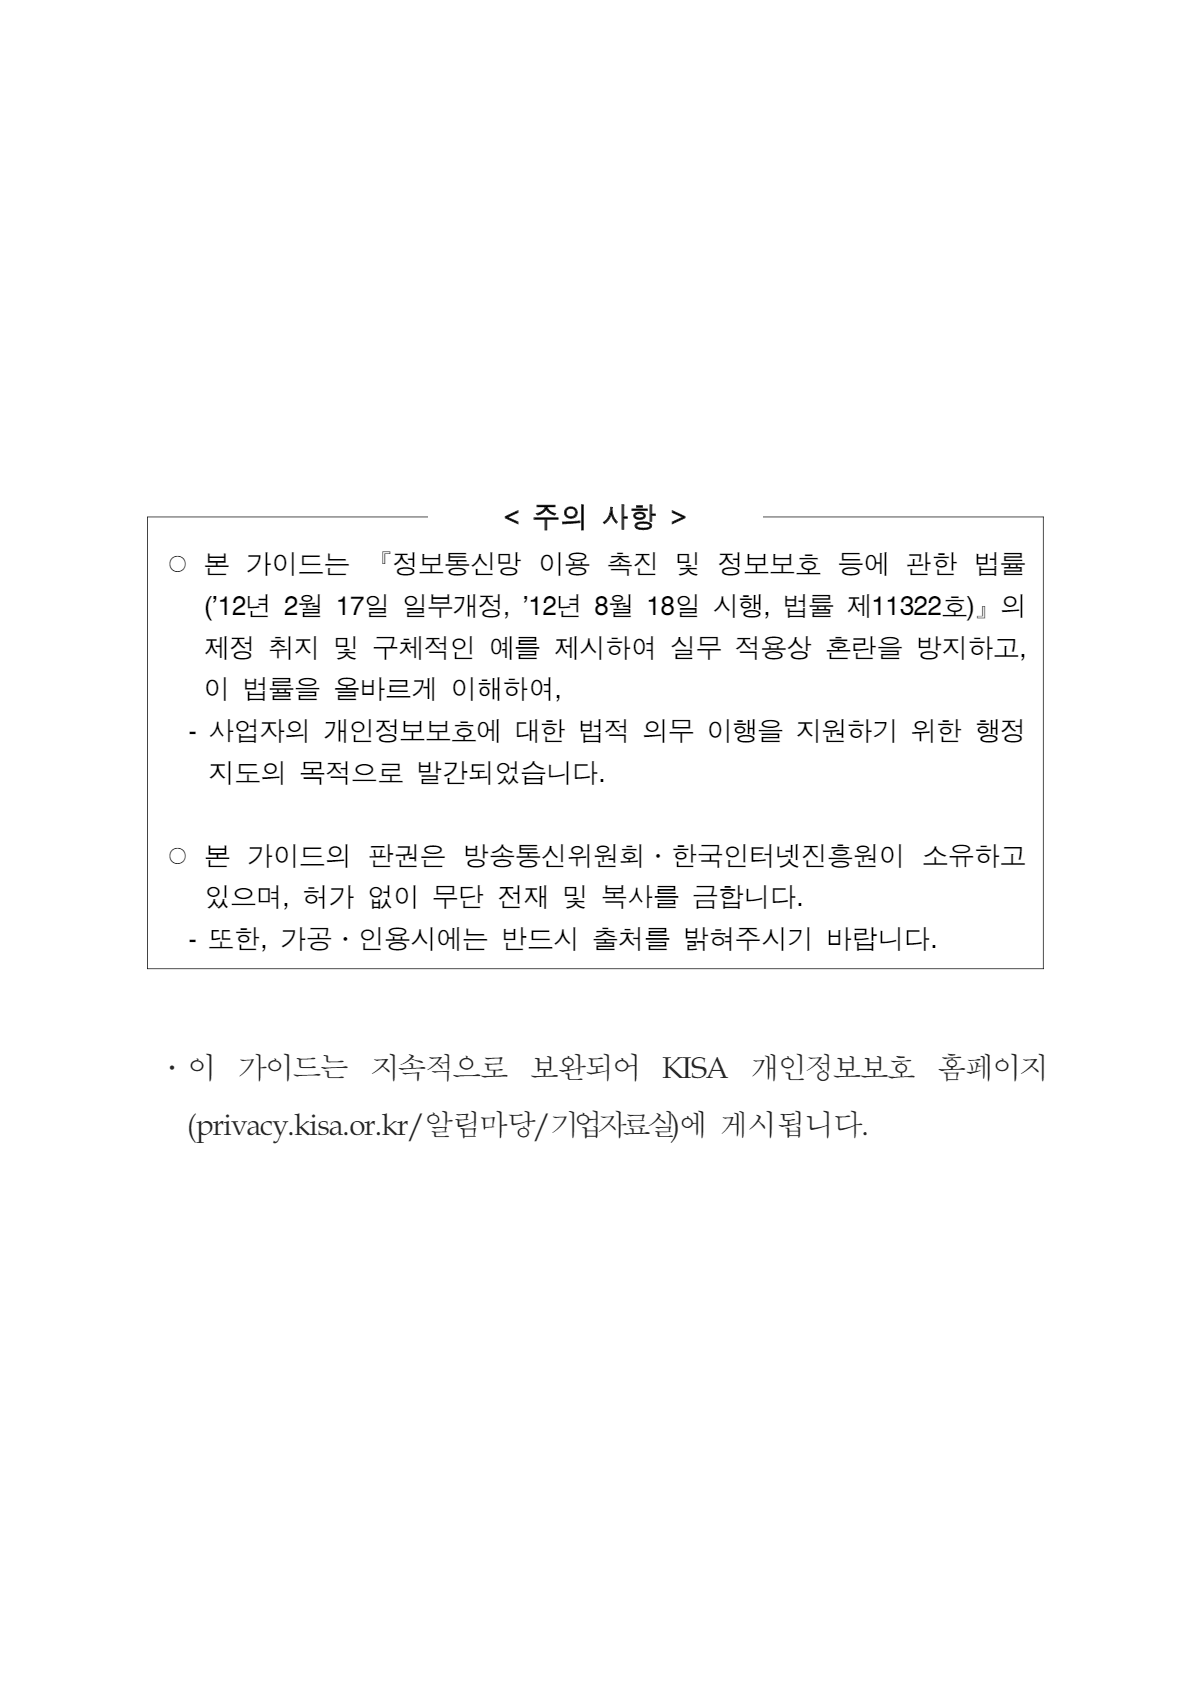 < 주의 사항 >
○ 본 가이드는 『정보통신망 이용 촉진 및 정보보호 등에 관한 법률
(’12년 2월 17일 일부개정, ’12년 8월 18일 시행, 법률 제11322호)』의
제정 취지 및 구체적인 예를 제시하여 실무 적용상 혼란을 방지하고,
이 법률을 올바르게 이해하여,
- 사업자의 개인정보보호에 대한 법적 의무 이행을 지원하기 위한 행정
지도의 목적으로 발간되었습니다.
○ 본 가이드의 판권은 방송통신위원회·한국인터넷진흥원이 소유하고
있으며, 허가 없이 무단 전재 및 복사를 금합니다.
- 또한, 가공·인용시에는 반드시 출처를 밝혀주시기 바랍니다.
· 이 가이드는 지속적으로 보완되어 KISA 개인정보보호 홈페이지
(privacy.kisa.or.kr/알림마당/기업자료실)에 게시됩니다.